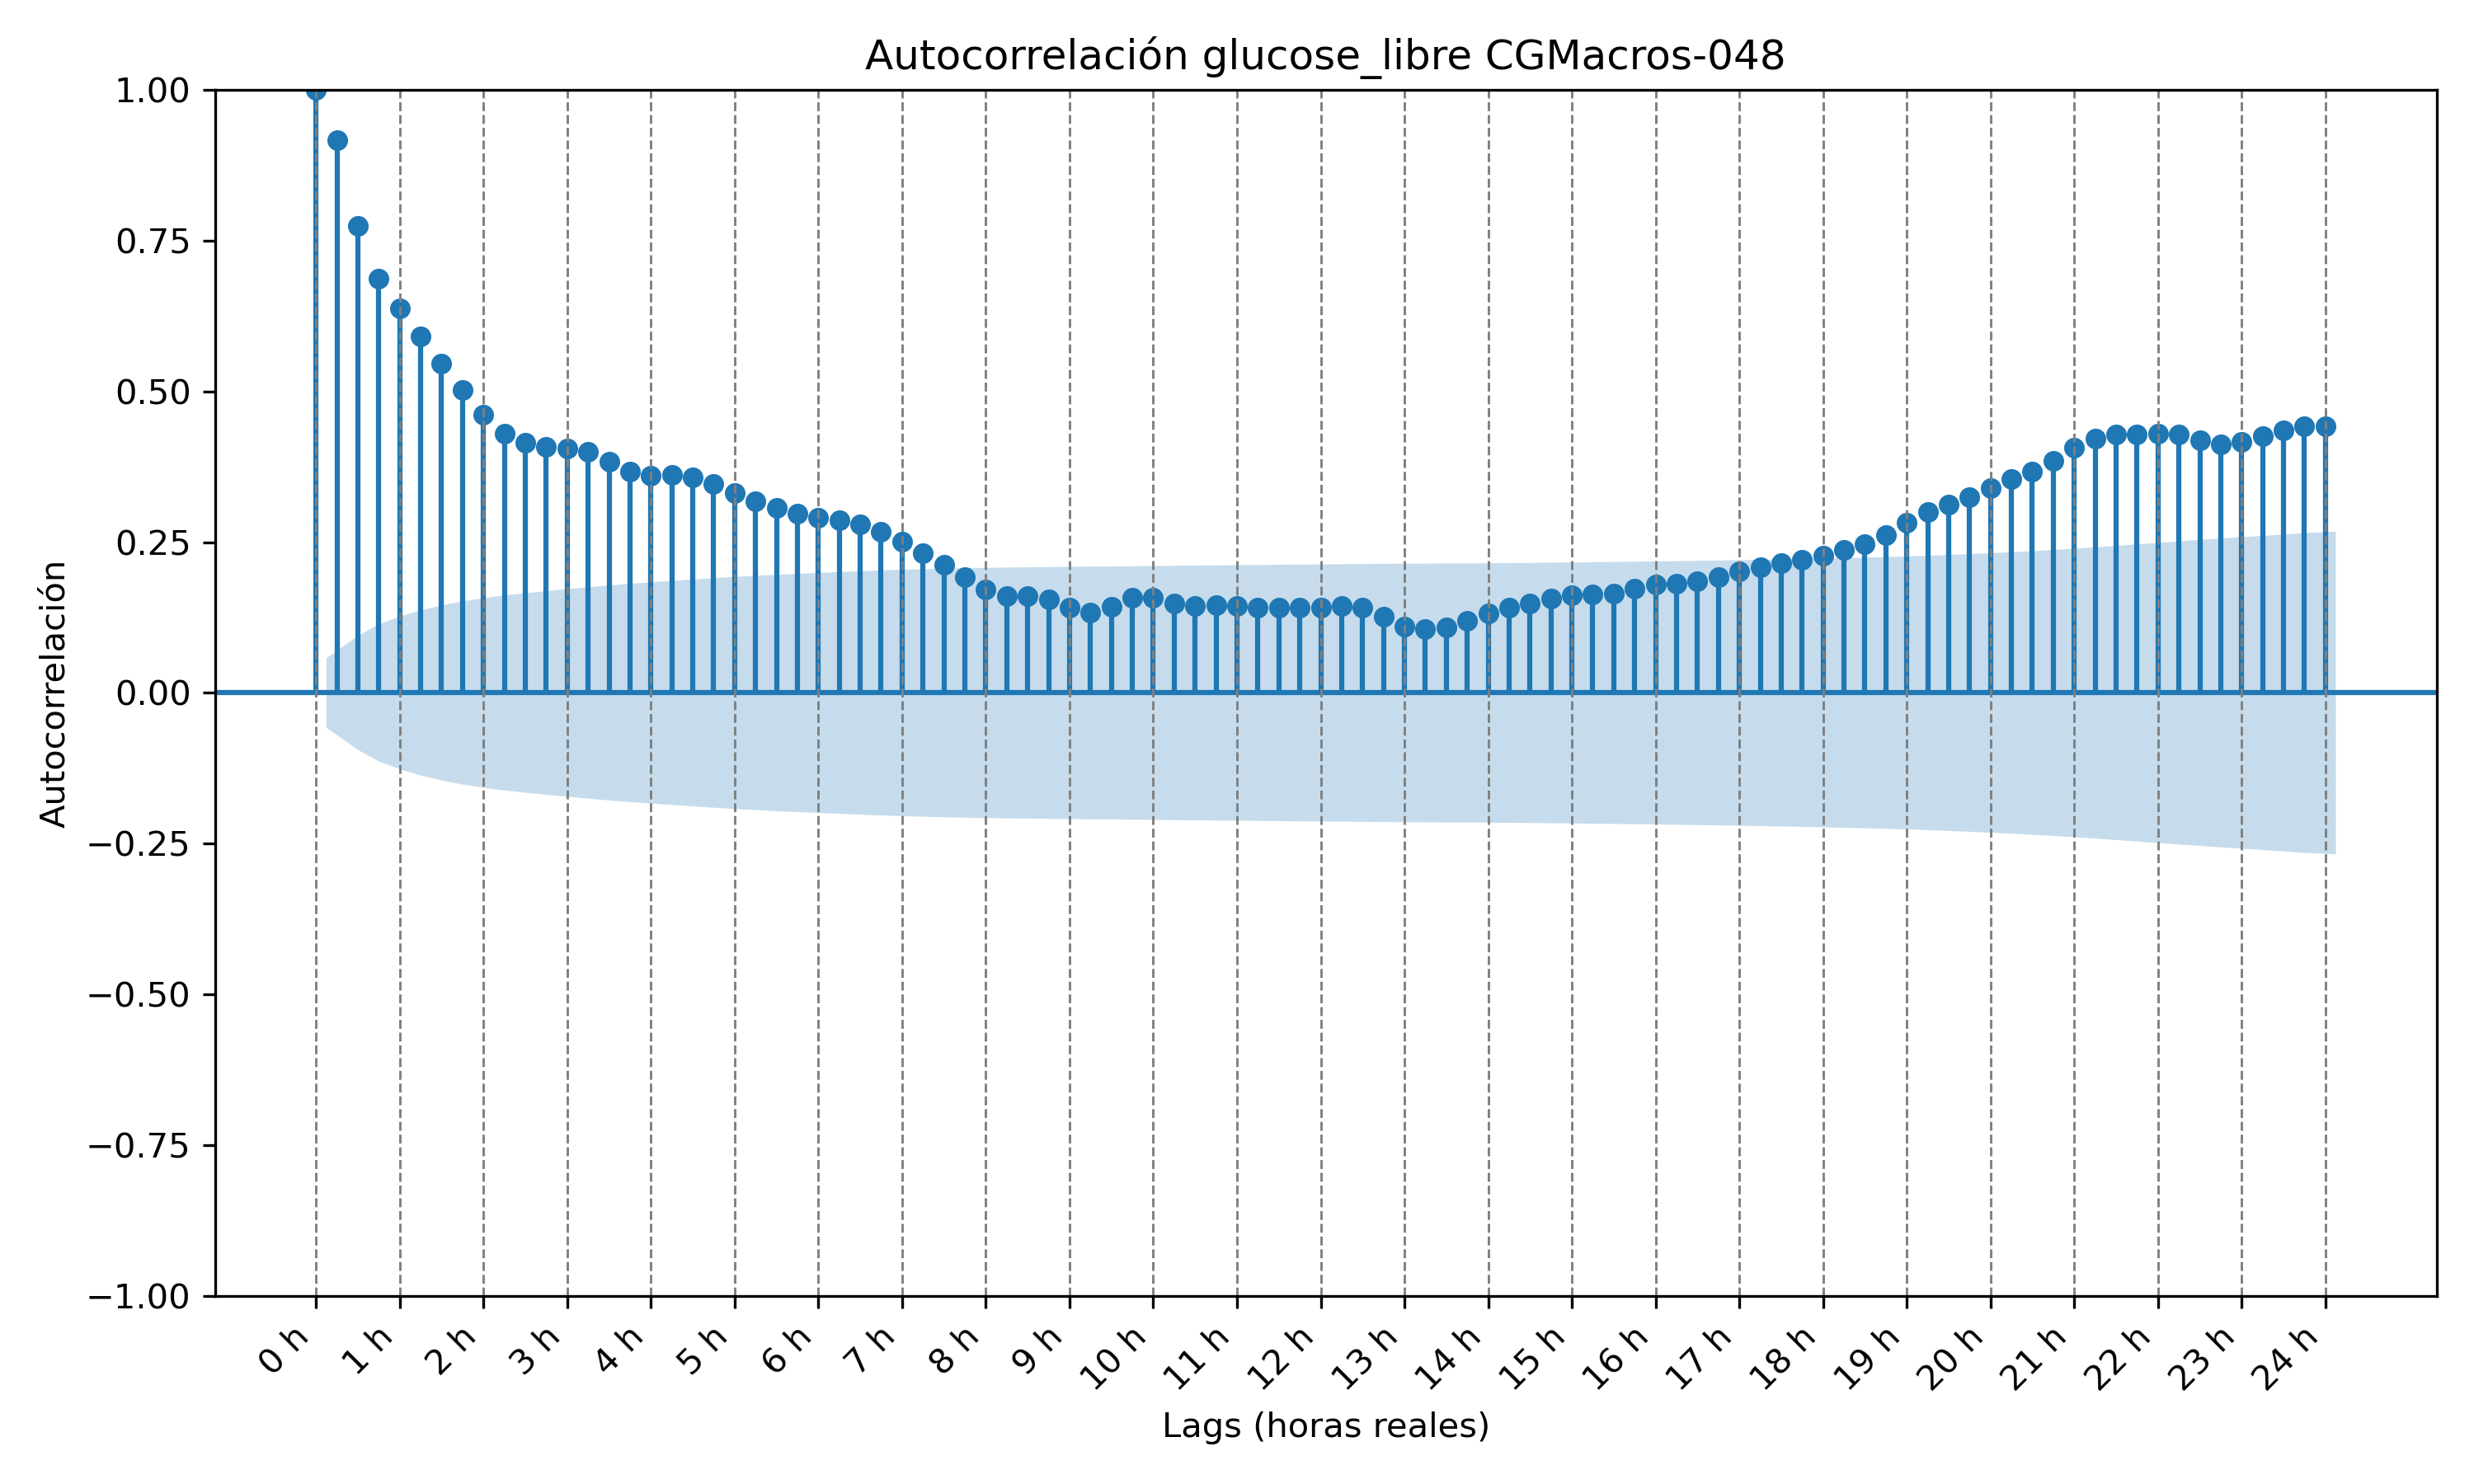 Autocorrelación glucose_libre CGMacros-048
1.00
0.75
0.50
0.25
0.00
−0.25
−0.50
−0.75
−1.00
Autocorrelación
0 h
1 h
2 h
3 h
4 h
5 h
6 h
7 h
8 h
9 h
10 h
11 h
12 h
13 h
14 h
15 h
16 h
17 h
18 h
19 h
20 h
21 h
22 h
23 h
24 h
Lags (horas reales)